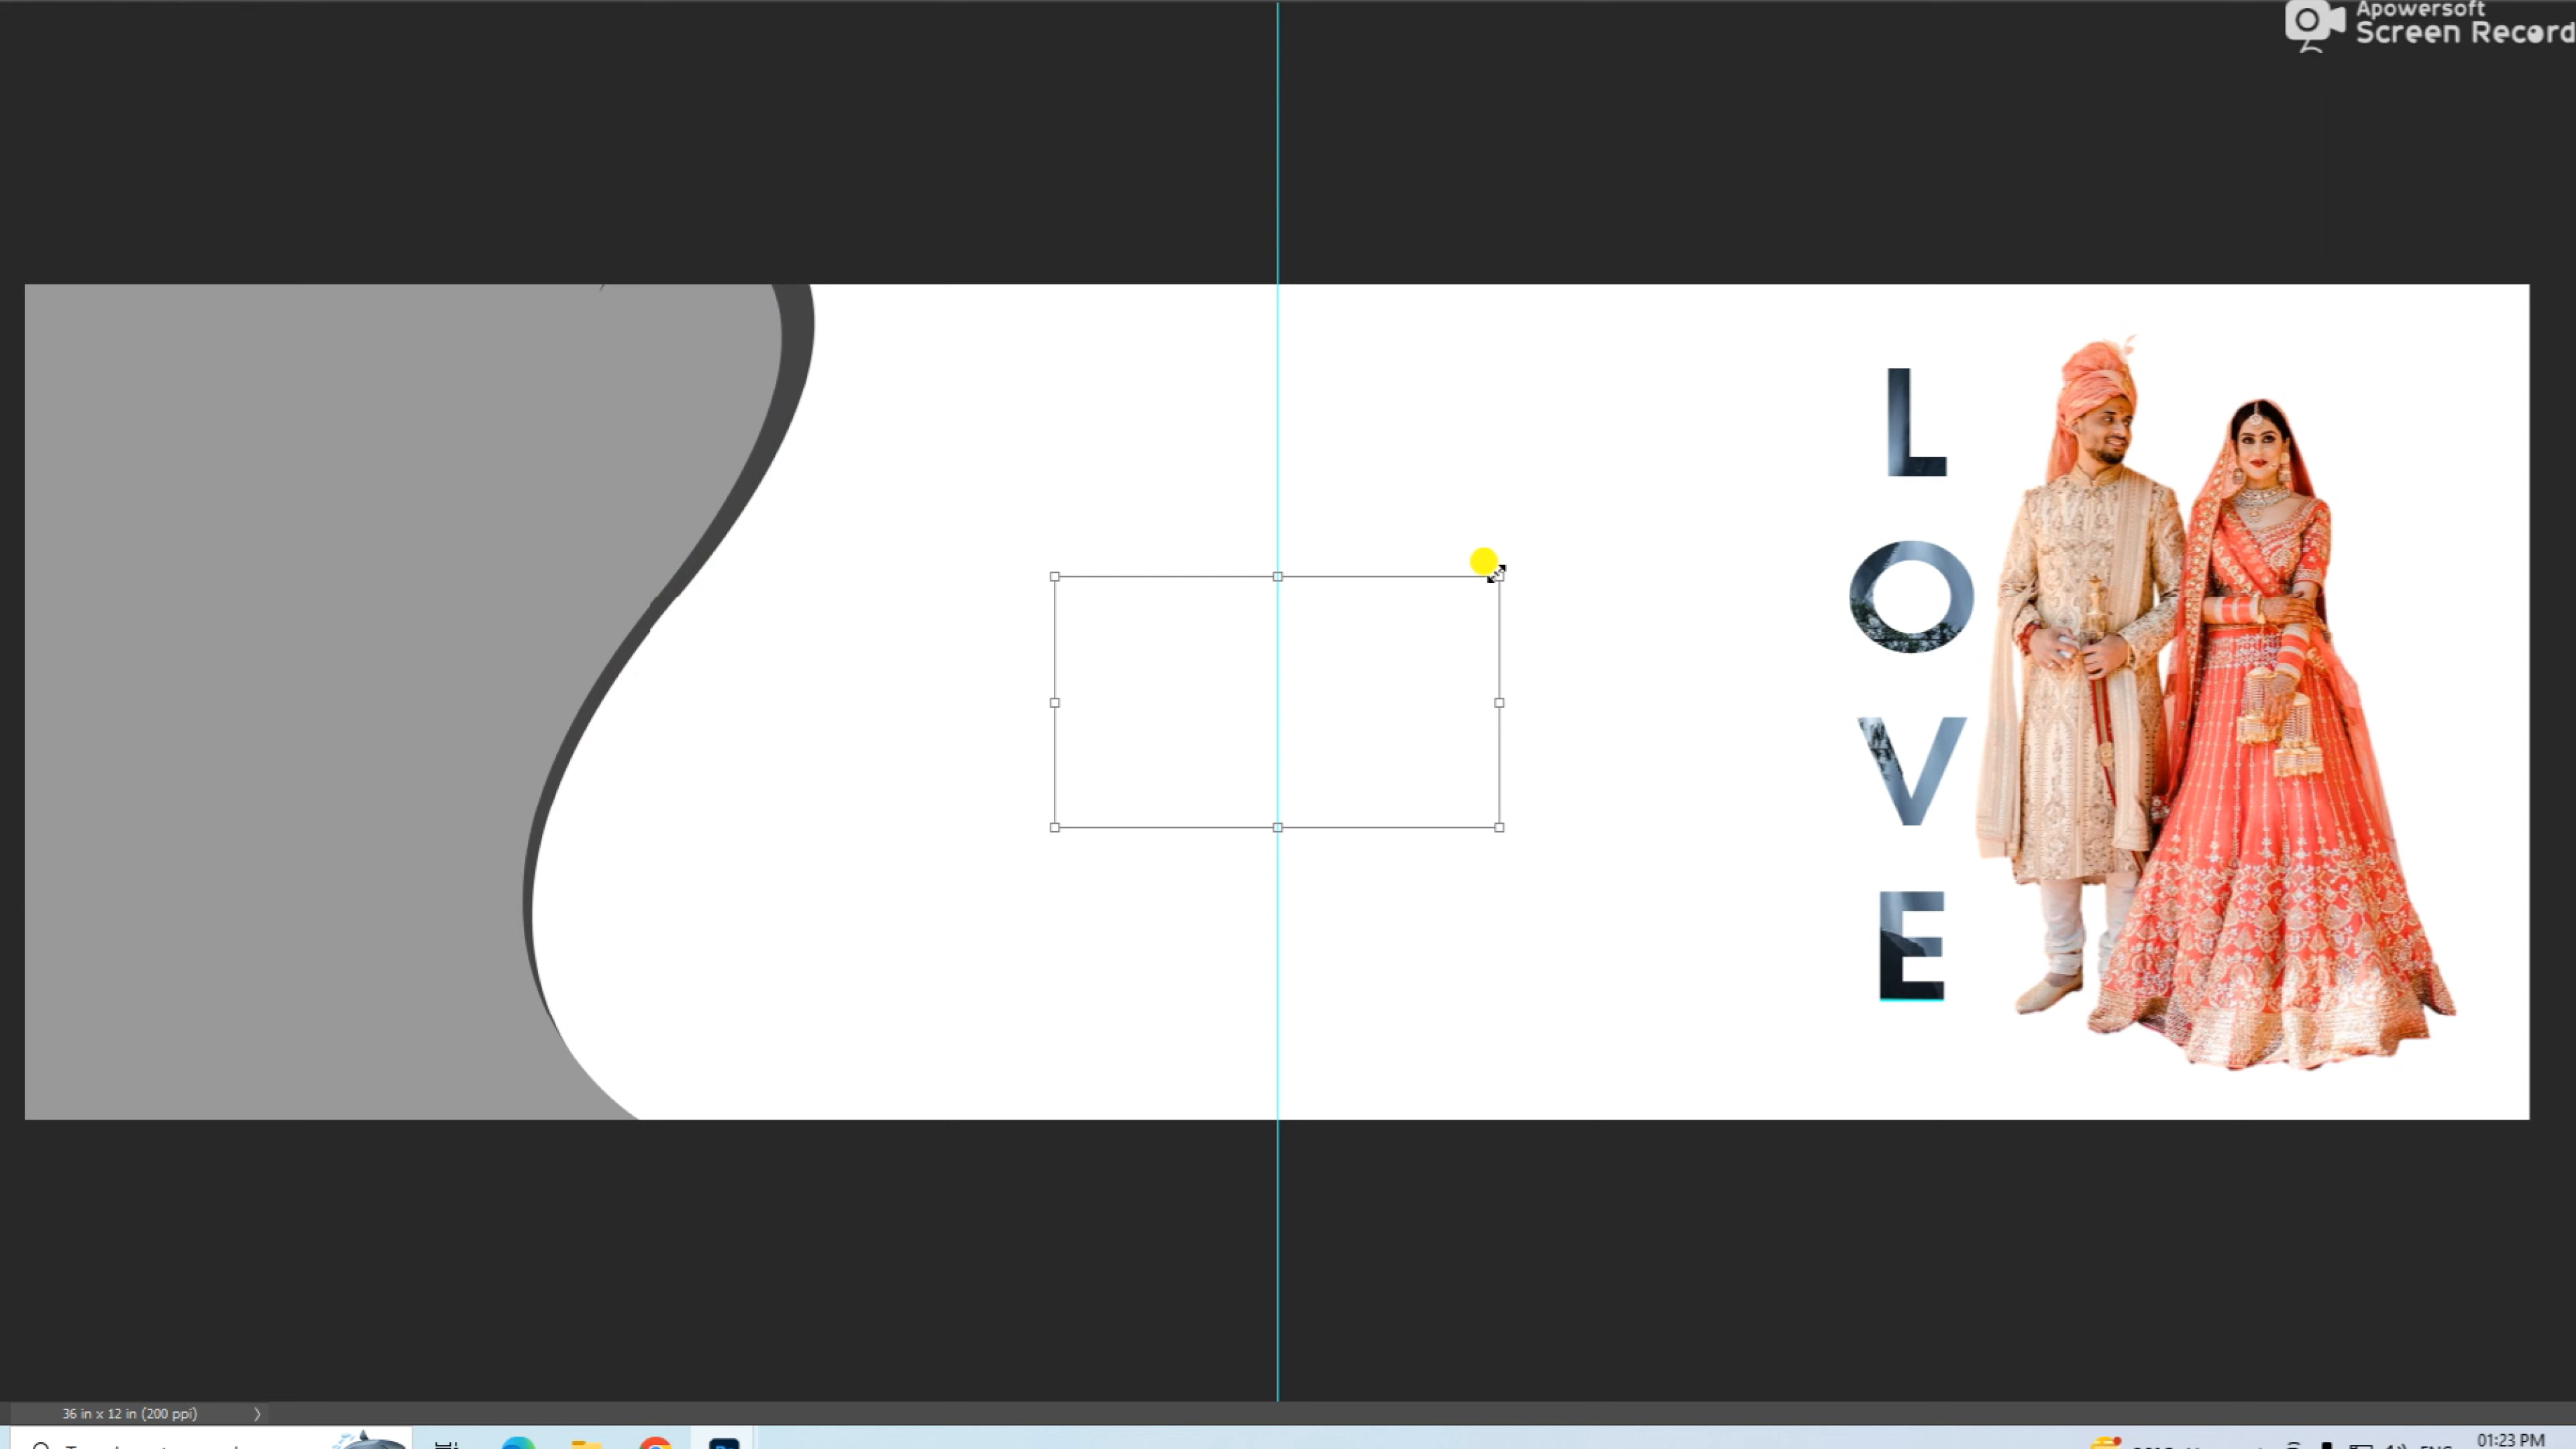 Apowersoft
Screen Record
L
O
V
E
36 in x 12 in (200 ppi)
01:23 PM